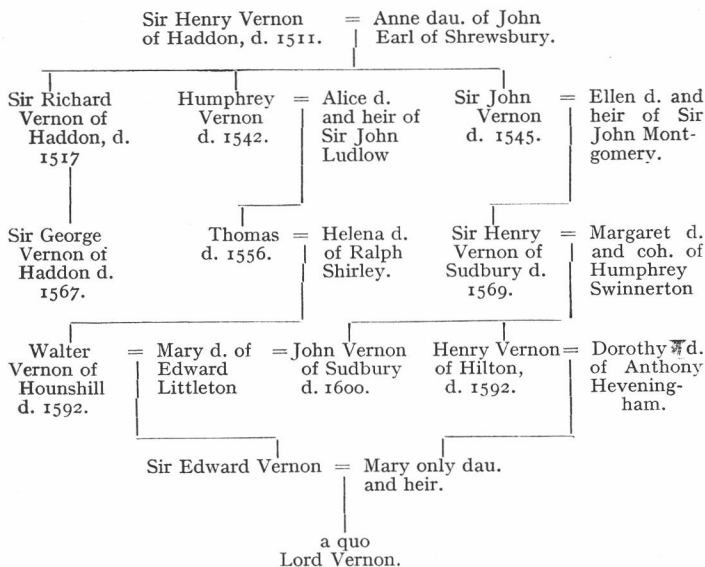 Sir Henry Vernon = Anne dau. of John
of Haddon, d. 1511. Earl of Shrewsbury.
Sir Richard
Vernon of
Haddon, d.
1517
Humphrey
Vernon
d. 1542.
= Alice d.
and heir of
Sir John
Ludlow
Sir John
Vernon
d. 1545.
= Ellen d. and
heir of Sir
John Mont-
gomery.
Sir George
Vernon of
Haddon d.
1567.
Thomas
d. 1556.
= Helena d.
of Ralph
Shirley.
Sir Henry
Vernon of
Sudbury d.
1569.
= Margaret d.
and coh. of
Humphrey
Swinnerton
Walter
Vernon of
Hounshill
d. 1592.
= Mary d. of
Edward
Littleton
= John Vernon
of Sudbury
d. 1600.
Henry Vernon
of Hilton,
d. 1592.
= Dorothy d.
of Anthony
Hevening-
ham.
Sir Edward Vernon = Mary only dau.
and heir.
a quo
Lord Vernon.